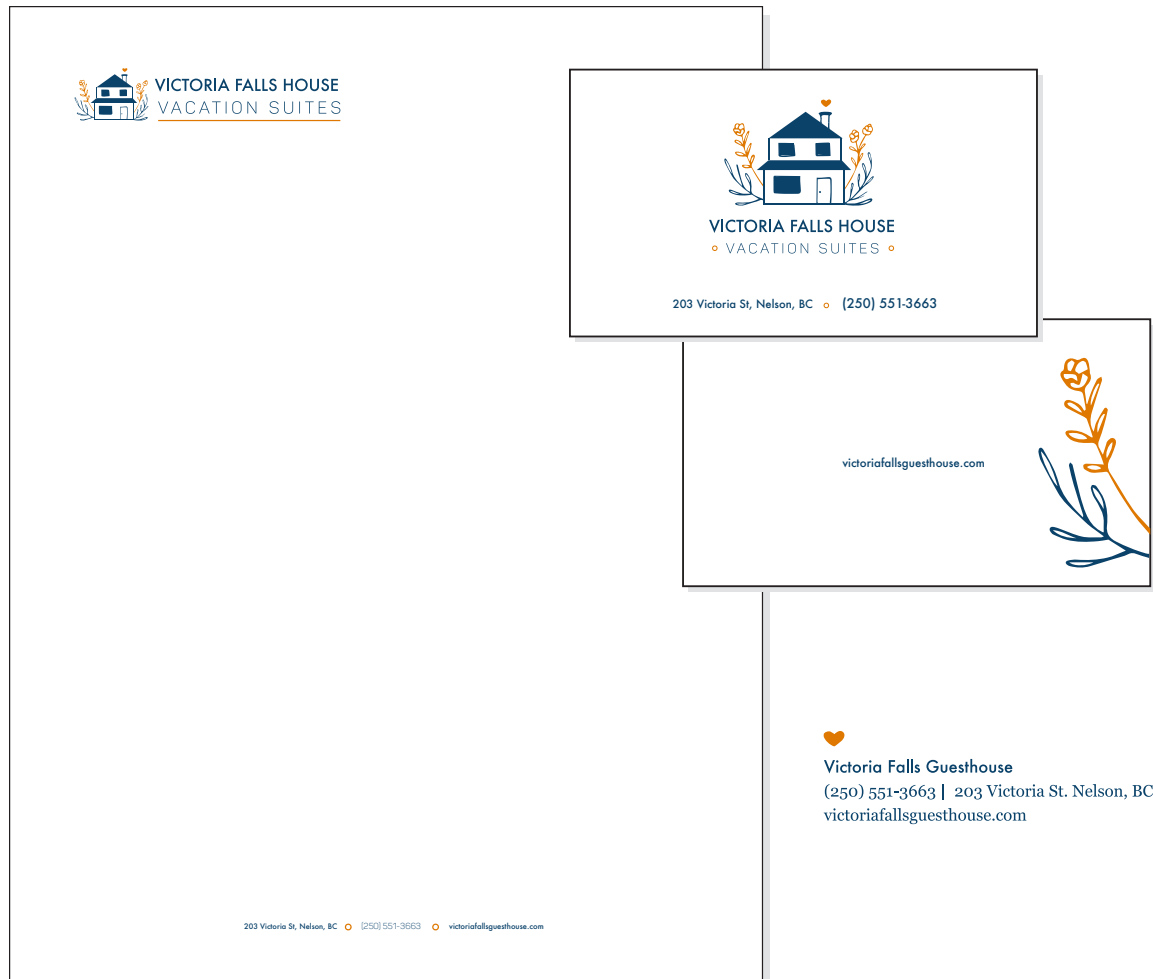 VICTORIA FALLS HOUSE
VACATION SUITES
VICTORIA FALLS HOUSE
VACATION SUITES
203 Victoria St, Nelson, BC (250) 551-3663
victoriafallsguesthouse.com
Victoria Falls Guesthouse
(250) 551-3663 | 203 Victoria St. Nelson, BC
victoriafallsguesthouse.com
203 Victoria St, Nelson, BC (250) 551-3663 victoriafallsguesthouse.com